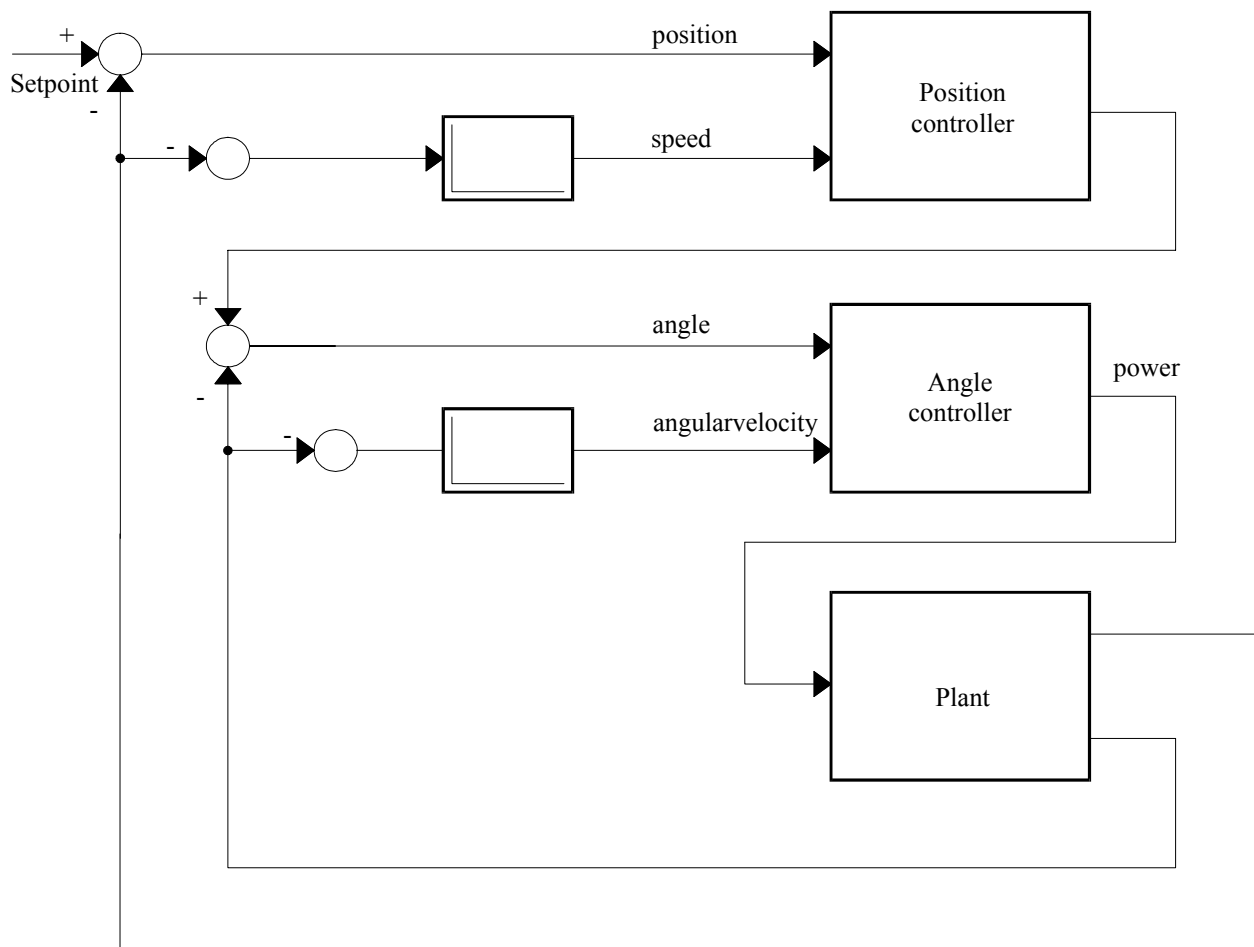 +
position
Setpoint
Position
controller
-
-
speed
+
angle
Angle
controller
power
-
-
angularvelocity
Plant